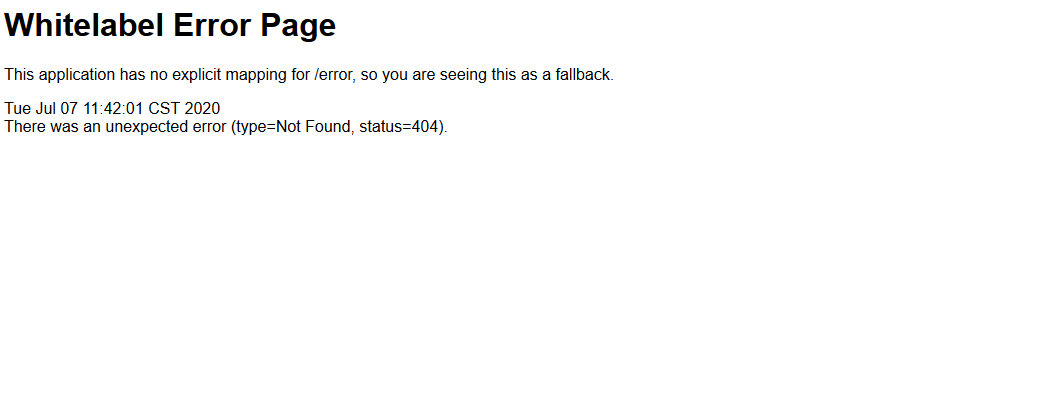 Whitelabel Error Page
This application has no explicit mapping for /error, so you are seeing this as a fallback.
Tue Jul 07 11:42:01 CST 2020
There was an unexpected error (type=Not Found, status=404).